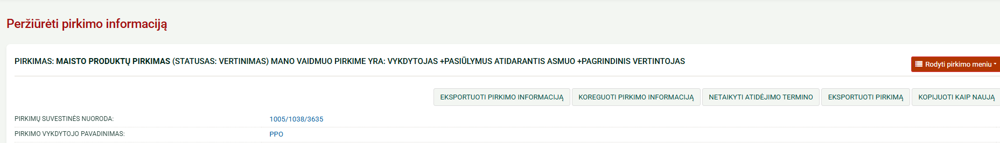 Peržiūrėti pirkimo informaciją
PIRKIMAS: MAISTO PRODUKTŲ PIRKIMAS (STATUSAS: VERTINIMAS) MANO VAIDMUO PIRKIME YRA: VYKDYTOJAS +PASIŪLYMUS ATIDARANTIS ASMUO +PAGRINDINIS VERTINTOJAS
Rodyti pirkimo meniu
EKSPORTUOTI PIRKIMO INFORMACIJĄ KOREGUOTI PIRKIMO INFORMACIJĄ NETAIKYTI ATIDĖJIMO TERMINO EKSPORTUOTI PIRKIMĄ KOPIJUOTI KAIP NAUJĄ
PIRKIMŲ SUVESTINĖS NUORODA: 1005/1038/3635
PIRKIMO VYKDYTOJO PAVADINIMAS: PPO